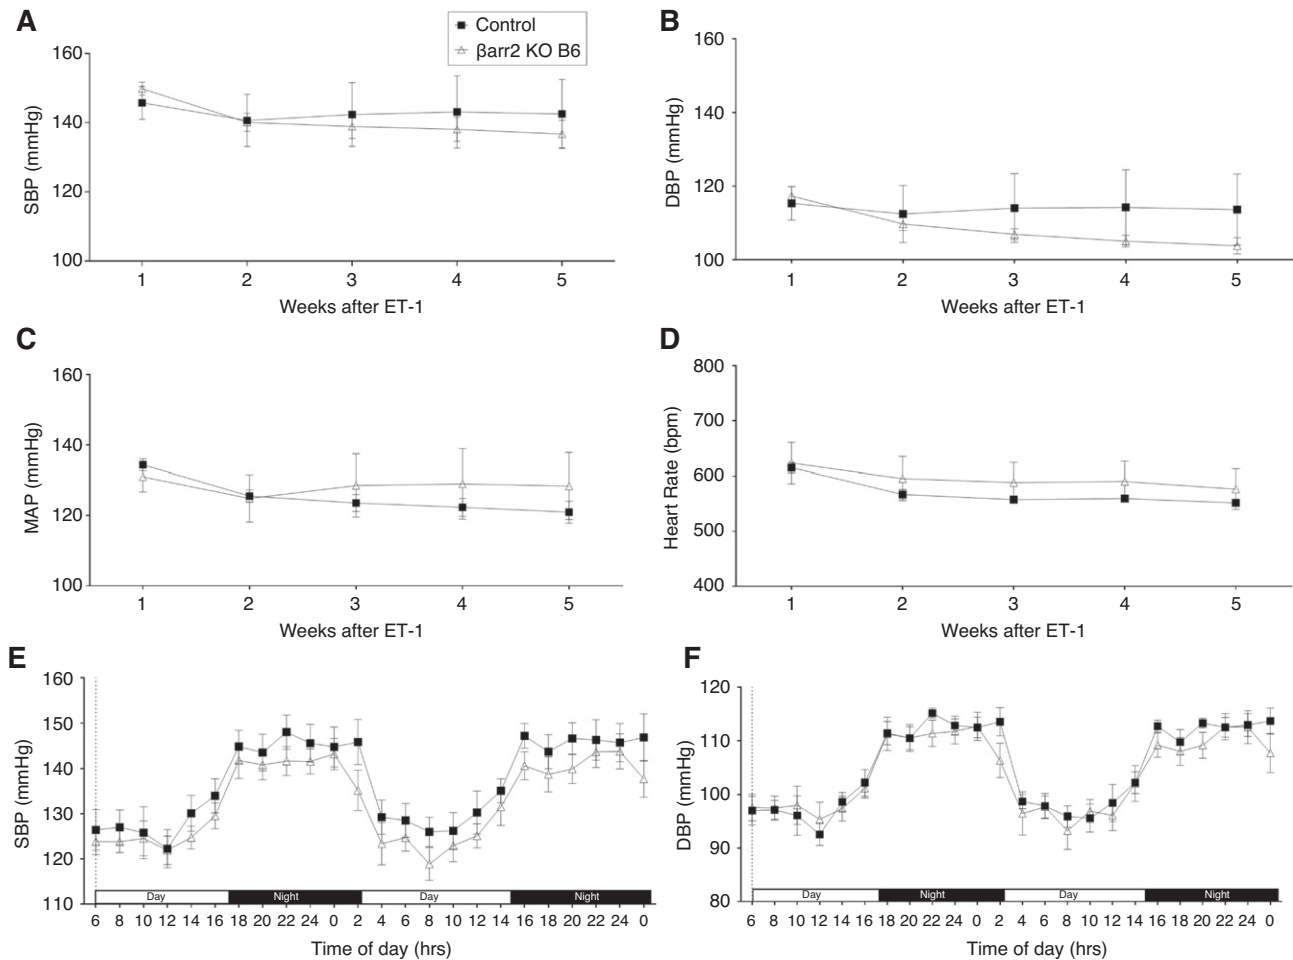 A
Control
βarr2 KO B6
160
140
120
100
SBP (mmHg)
1 2 3 4 5
Weeks after ET-1
B
160
140
120
100
DBP (mmHg)
1 2 3 4 5
Weeks after ET-1
C
160
140
120
100
MAP (mmHg)
1 2 3 4 5
Weeks after ET-1
D
800
700
600
500
400
Heart Rate (bpm)
1 2 3 4 5
Weeks after ET-1
E
160
150
140
130
120
110
SBP (mmHg)
Day Night Day Night
6 8 10 12 14 16 18 20 22 24 0 2 4 6 8 10 12 14 16 18 20 22 24 0
Time of day (hrs)
F
120
110
100
90
80
DBP (mmHg)
Day Night Day Night
6 8 10 12 14 16 18 20 22 24 0 2 4 6 8 10 12 14 16 18 20 22 24 0
Time of day (hrs)